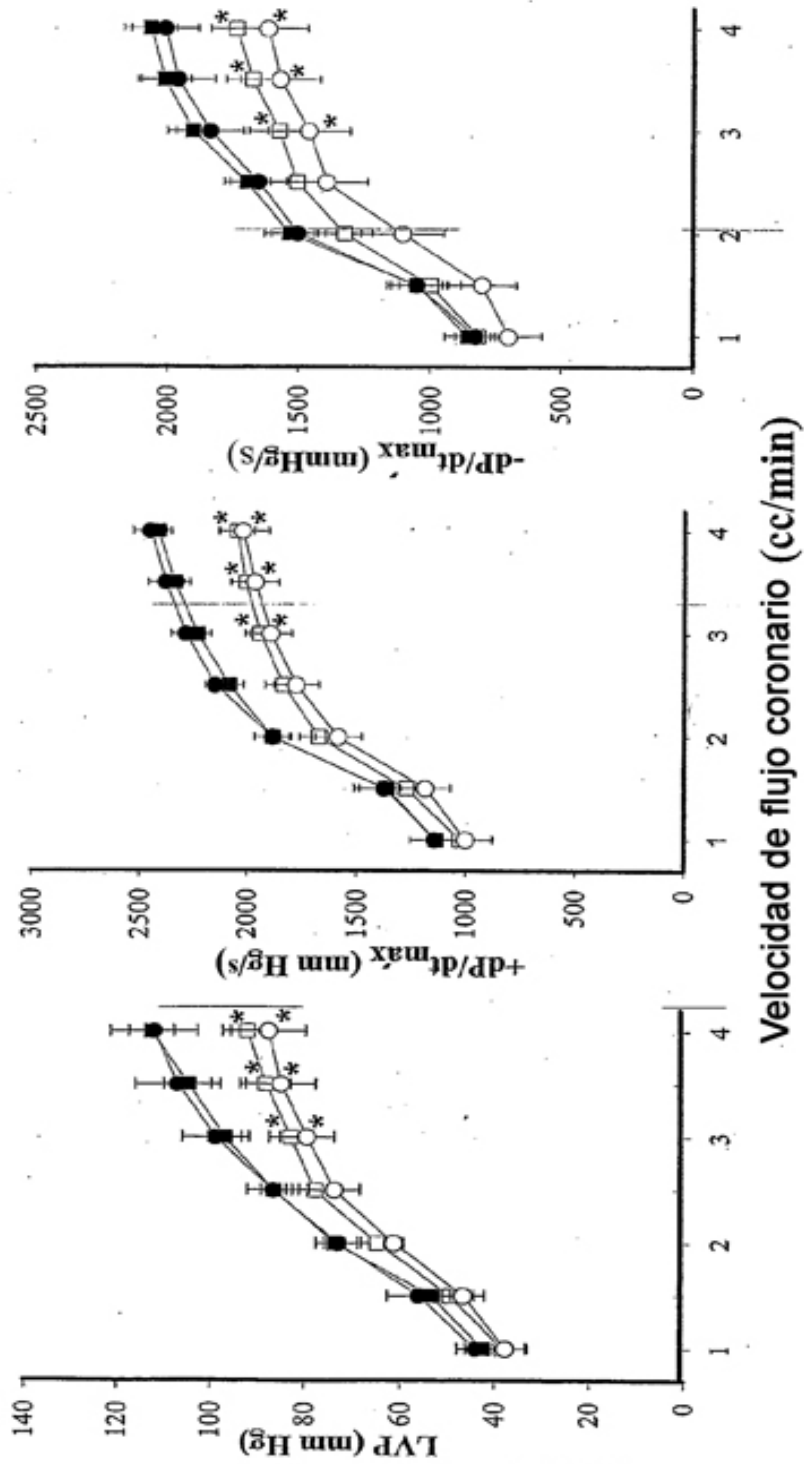 LVP (mm Hg)
140
120
100
80
60
40
20
0
1 2 3 4
* * *
* * *
+dP/dtmáx (mm Hg/s)
3000
2500
2000
1500
1000
500
0
1 2 3 4
* * *
* * *
-dP/dtmáx (mmHg/s)
2500
2000
1500
1000
500
0
1 2 3 4
* * *
* * *
Velocidad de flujo coronario (cc/min)